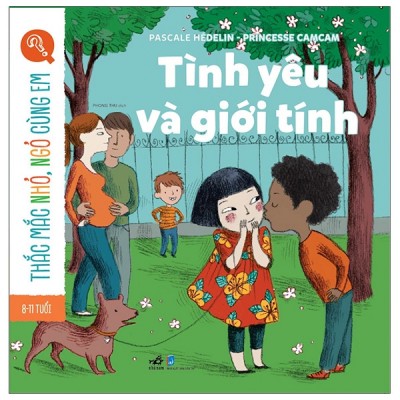 PASCALE HÉDELIN - PRINCESSE CAMCAM
Tình yêu
và giới tính
THẮC MẮC NHỎ, NGỎ CÙNG EM
8-11 TUỔI